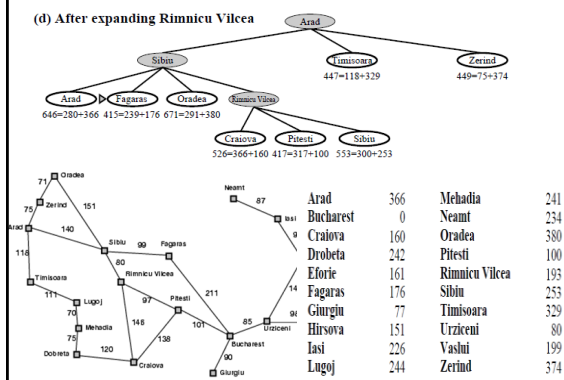 (d) After expanding Rimnicu Vilcea
Arad
Sibiu
Timisoara
Zerind
447=118+329
449=75+374
Arad
Fagaras
Oradea
Rimnicu Vilcea
646=280+366
415=239+176
671=291+380
Craiova
Pitesti
Sibiu
526=366+160
417=317+100
553=300+253
Oradea
71
Zerind
75
151
Arad
140
118
Sibiu
99
Fagaras
80
Rimnicu Vilcea
Timisoara
111
Lugoj
70
Mehadia
75
Dobreta
120
Craiova
146
97
Pitesti
138
101
211
Bucharest
90
Giurgiu
85
Urziceni
98
14
9
Iasi
87
Neamt
Arad 366
Bucharest 0
Craiova 160
Drobeta 242
Eforie 161
Fagaras 176
Giurgiu 77
Hirsova 151
Iasi 226
Lugoj 244
Mehadia 241
Neamt 234
Oradea 380
Pitesti 100
Rimnicu Vilcea 193
Sibiu 253
Timisoara 329
Urziceni 80
Vaslui 199
Zerind 374